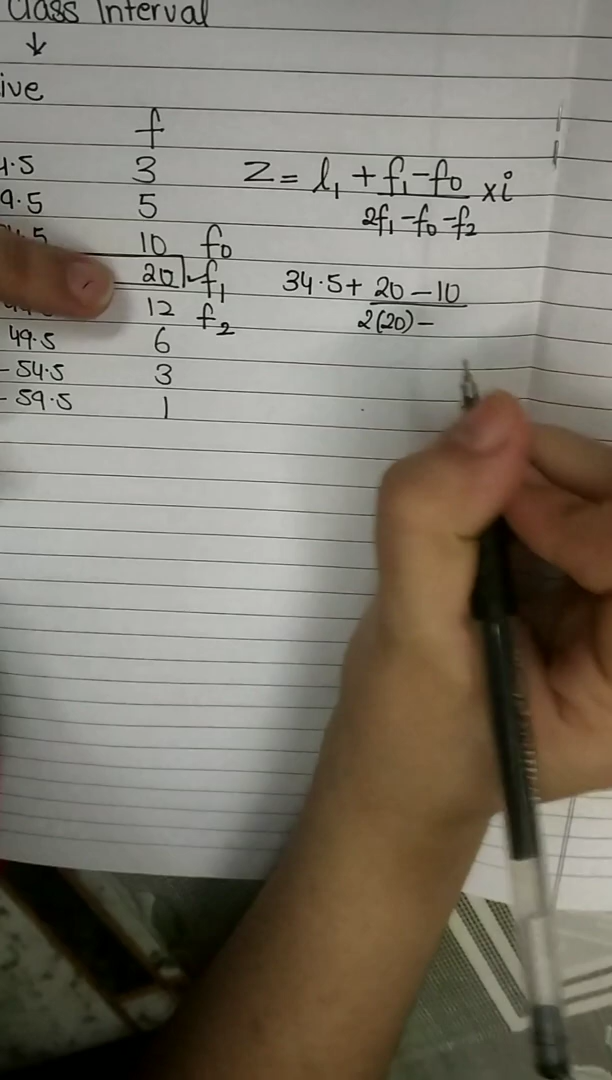 Class Interval
↓
ive
f
4.5 3 Z = l₁ + f₁-f₀ / 2f₁-f₀-f₂ × i
9.5 5
10 f₀
20 ✓ f₁ 34.5 + 20-10 / 2(20)-
12 f₂
49.5 6
- 54.5 3
- 59.5 1